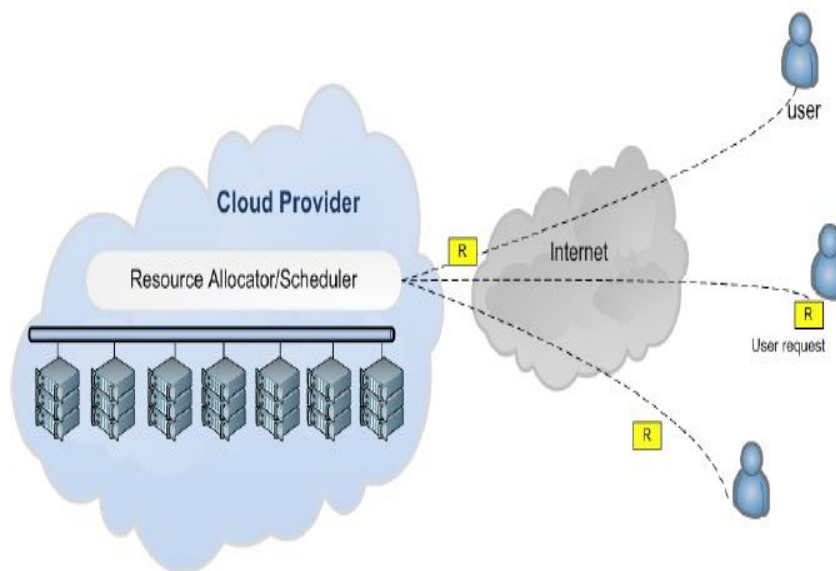 user
Cloud Provider
R
Internet
Resource Allocator/Scheduler
R
User request
R